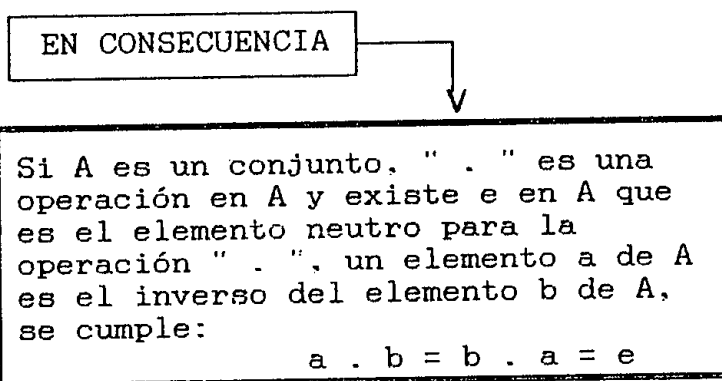 EN CONSECUENCIA
Si A es un conjunto, " . " es una
operación en A y existe e en A que
es el elemento neutro para la
operación " . ", un elemento a de A
es el inverso del elemento b de A,
se cumple:
a . b = b . a = e